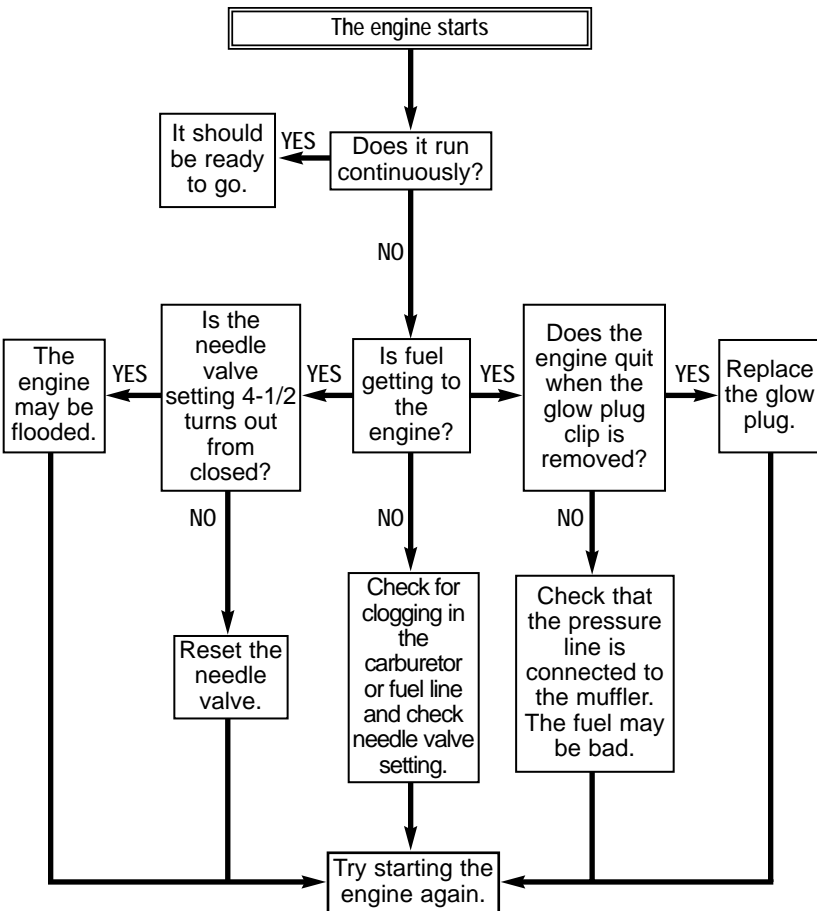 The engine starts
It should
be ready
to go.
YES
Does it run
continuously?
NO
The
engine
may be
flooded.
YES
Is the
needle
valve
setting 4-1/2
turns out
from
closed?
YES
Is fuel
getting to
the
engine?
YES
Does the
engine quit
when the
glow plug
clip is
removed?
YES
Replace
the glow
plug.
NO
NO
NO
Reset the
needle
valve.
Check for
clogging in
the
carburetor
or fuel line
and check
needle valve
setting.
Check that
the pressure
line is
connected to
the muffler.
The fuel may
be bad.
Try starting the
engine again.